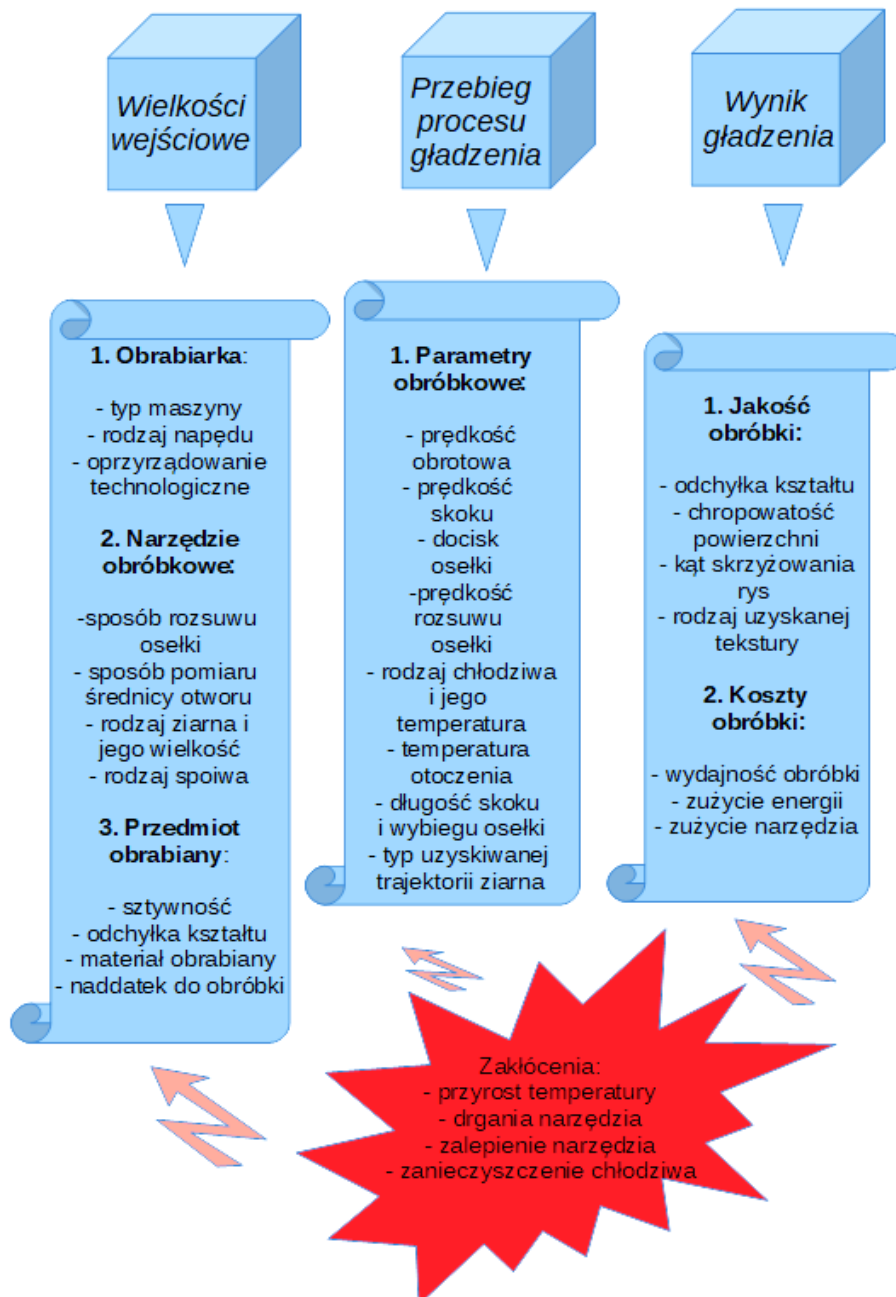 Wielkości
wejściowe
Przebieg
procesu
gładzenia
Wynik
gładzenia
1. Obrabiarka:
- typ maszyny
- rodzaj napędu
- oprzyrządowanie
technologiczne
2. Narzędzie
obróbkowe:
-sposób rozsuwu
osełki
- sposób pomiaru
średnicy otworu
- rodzaj ziarna i
jego wielkość
- rodzaj spoiwa
3. Przedmiot
obrabiany:
- sztywność
- odchyłka kształtu
- materiał obrabiany
- naddatek do obróbki
1. Parametry
obróbkowe:
- prędkość
obrotowa
- prędkość
skoku
- docisk
osełki
-prędkość
rozsuwu
osełki
- rodzaj chłodziwa
i jego
temperatura
- temperatura
otoczenia
- długość skoku
i wybiegu osełki
- typ uzyskiwanej
trajektorii ziarna
1. Jakość
obróbki:
- odchyłka kształtu
- chropowatość
powierzchni
- kąt skrzyżowania
rys
- rodzaj uzyskanej
tekstury
2. Koszty
obróbki:
- wydajność obróbki
- zużycie energii
- zużycie narzędzia
Zakłócenia:
- przyrost temperatury
- drgania narzędzia
- zalepienie narzędzia
- zanieczyszczenie chłodziwa